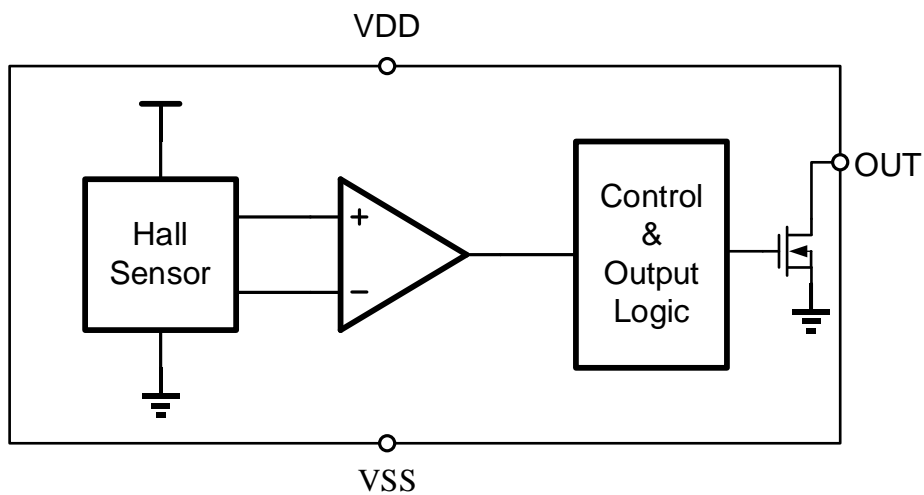 VDD
OUT
Hall
Sensor
+
−
Control
&
Output
Logic
VSS